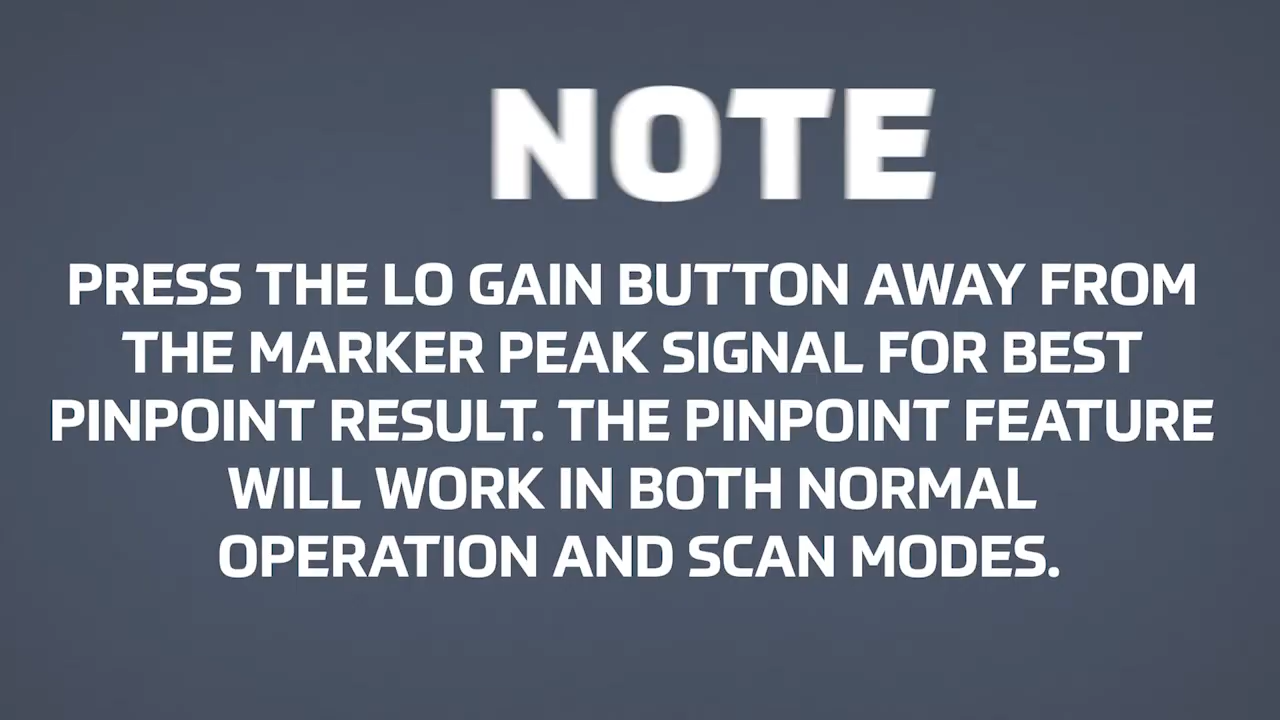 NOTE
PRESS THE LO GAIN BUTTON AWAY FROM
THE MARKER PEAK SIGNAL FOR BEST
PINPOINT RESULT. THE PINPOINT FEATURE
WILL WORK IN BOTH NORMAL
OPERATION AND SCAN MODES.